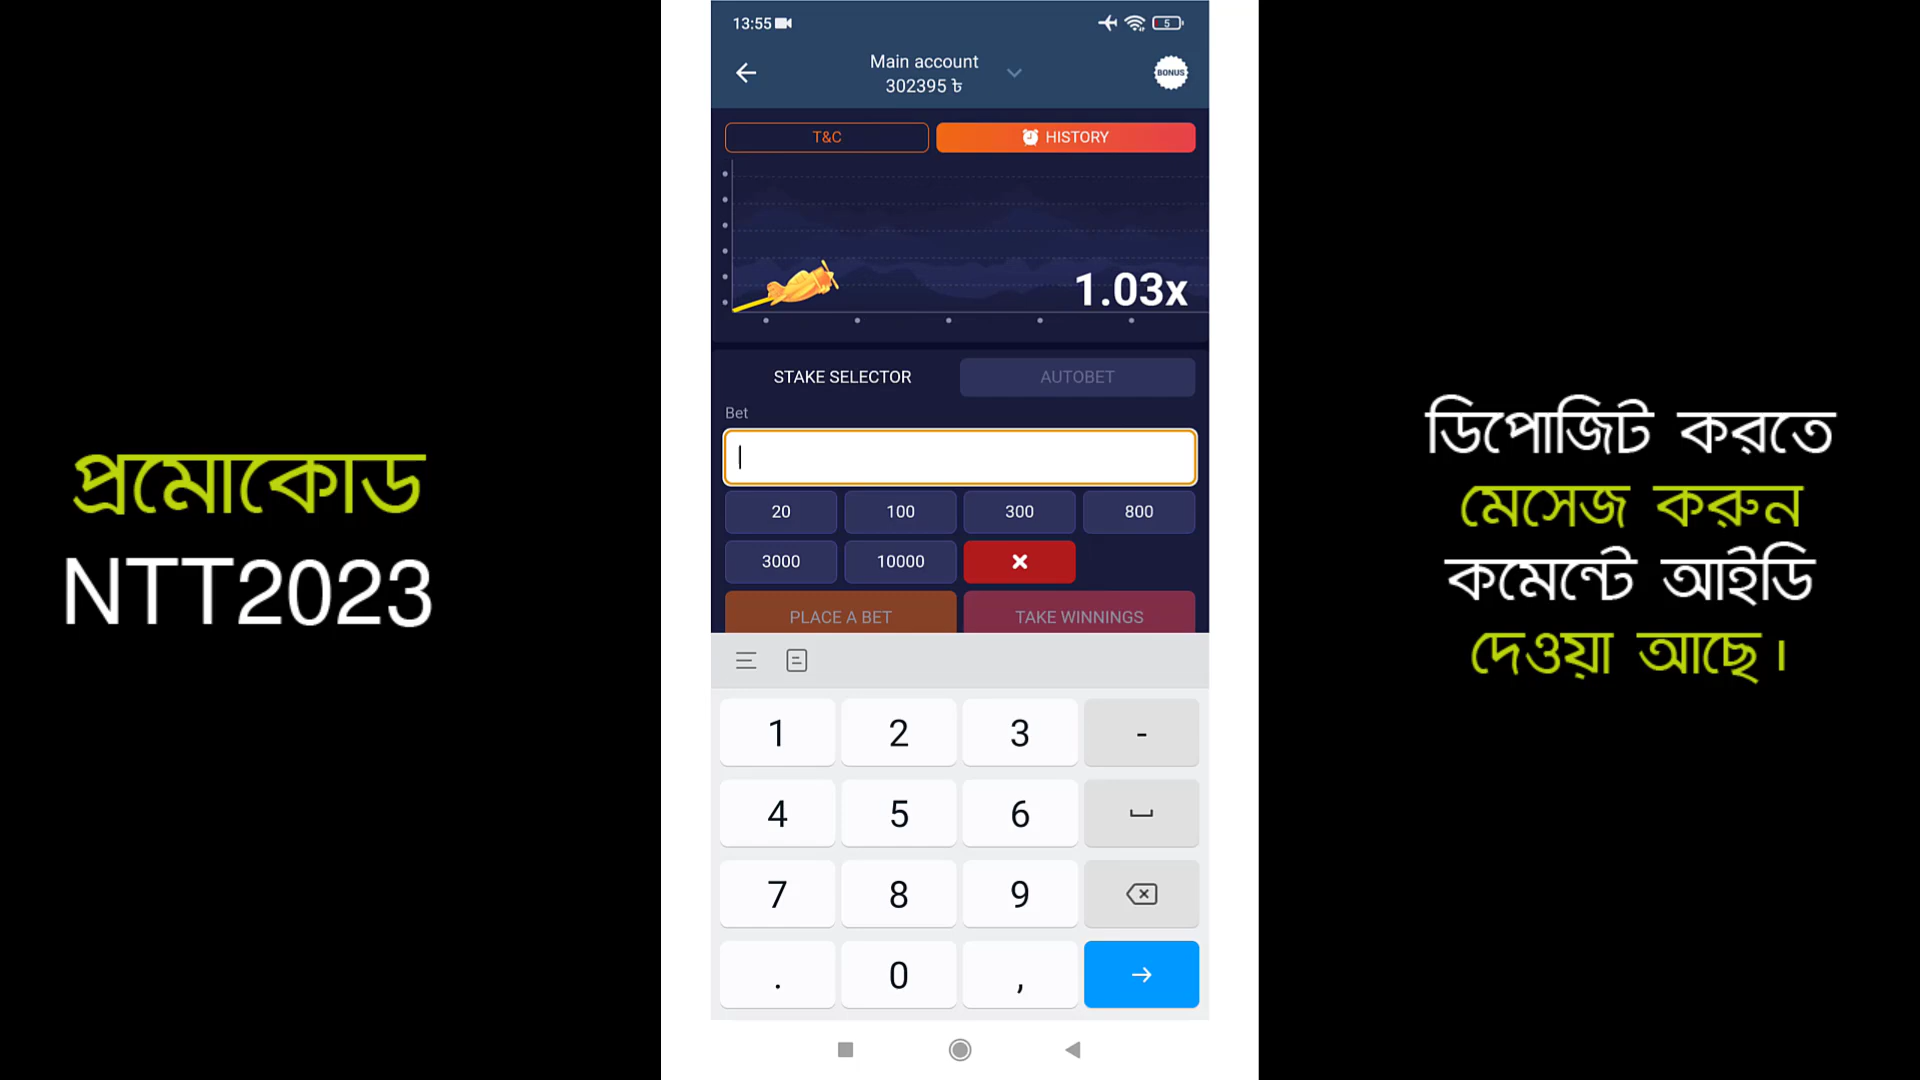 13:55
5
Main account
302395 ৳
BONUS
T&C
HISTORY
1.03x
STAKE SELECTOR
AUTOBET
Bet
20
100
300
800
3000
10000
PLACE A BET
TAKE WINNINGS
1
2
3
-
4
5
6
7
8
9
.
0
,
প্রমোকোড
NTT2023
ডিপোজিট করতে
মেসেজ করুন
কমেন্টে আইডি
দেওয়া আছে।